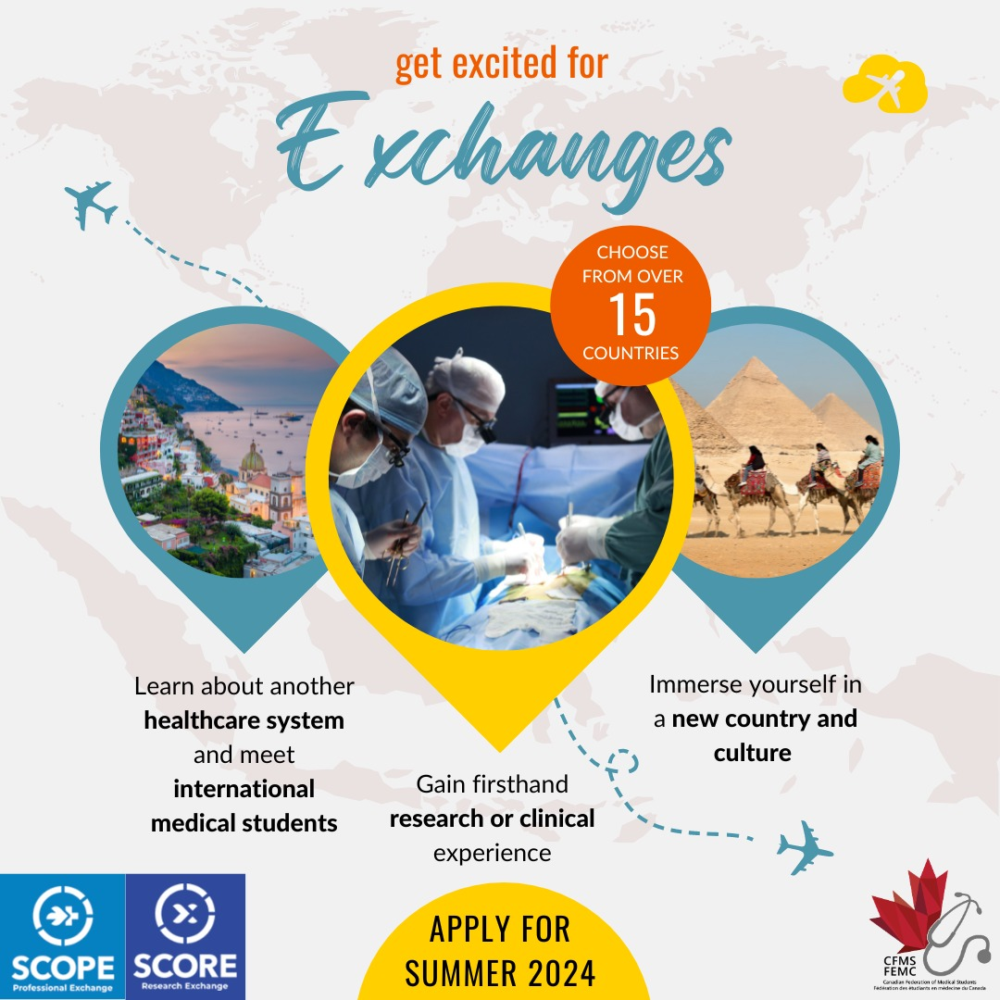 get excited for
Exchanges
CHOOSE
FROM OVER
15
COUNTRIES
Learn about another
healthcare system
and meet
international
medical students
Gain firsthand
research or clinical
experience
Immerse yourself in
a new country and
culture
APPLY FOR
SUMMER 2024
SCOPE
Professional Exchange
SCORE
Research Exchange
CFMS
FEMC
Canadian Federation of Medical Students
Fédération des étudiants en médecine du Canada